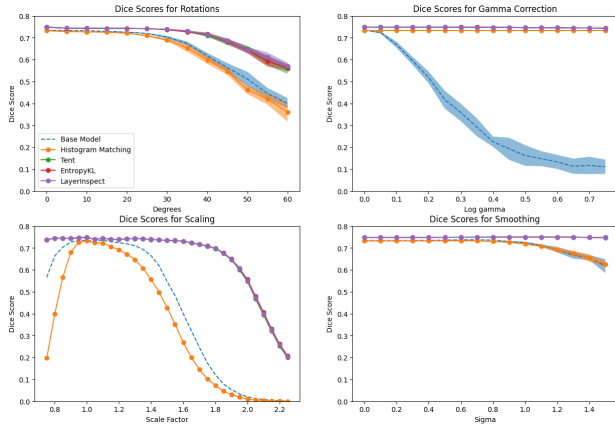 Dice Scores for Rotations
Dice Score
0.8
0.7
0.6
0.5
0.4
0.3
0.2
0.1
0.0
Base Model
Histogram Matching
Tent
EntropyKL
LayerInspect
0 10 20 30 40 50 60
Degrees
Dice Scores for Gamma Correction
Dice Score
0.8
0.7
0.6
0.5
0.4
0.3
0.2
0.1
0.0
0.0 0.1 0.2 0.3 0.4 0.5 0.6 0.7
Log gamma
Dice Scores for Scaling
Dice Score
0.8
0.7
0.6
0.5
0.4
0.3
0.2
0.1
0.0
0.8 1.0 1.2 1.4 1.6 1.8 2.0 2.2
Scale Factor
Dice Scores for Smoothing
Dice Score
0.8
0.7
0.6
0.5
0.4
0.3
0.2
0.1
0.0
0.0 0.2 0.4 0.6 0.8 1.0 1.2 1.4
Sigma